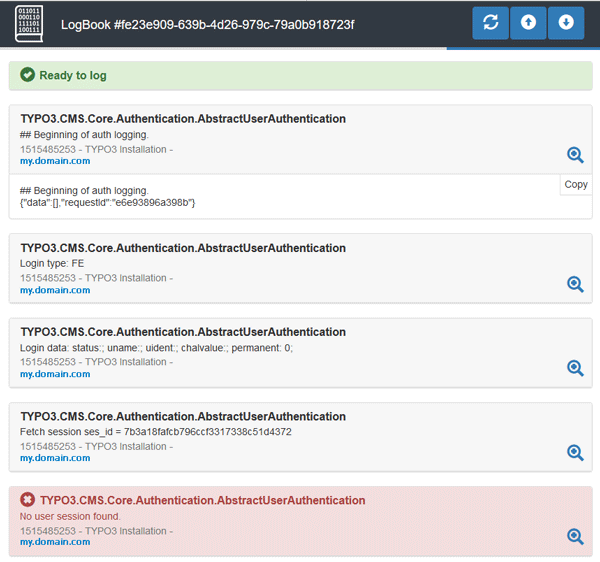 011011
000110
111101
100111
LogBook #fe23e909-639b-4d26-979c-79a0b918723f
Ready to log
TYPO3.CMS.Core.Authentication.AbstractUserAuthentication
## Beginning of auth logging.
1515485253 - TYPO3 Installation -
my.domain.com
Copy
## Beginning of auth logging.
{"data":[],"requestId":"e6e93896a398b"}
TYPO3.CMS.Core.Authentication.AbstractUserAuthentication
Login type: FE
1515485253 - TYPO3 Installation -
my.domain.com
TYPO3.CMS.Core.Authentication.AbstractUserAuthentication
Login data: status:; uname:; uident:; chalvalue:; permanent: 0;
1515485253 - TYPO3 Installation -
my.domain.com
TYPO3.CMS.Core.Authentication.AbstractUserAuthentication
Fetch session ses_id = 7b3a18fafcb796ccf3317338c51d4372
1515485253 - TYPO3 Installation -
my.domain.com
TYPO3.CMS.Core.Authentication.AbstractUserAuthentication
No user session found.
1515485253 - TYPO3 Installation -
my.domain.com